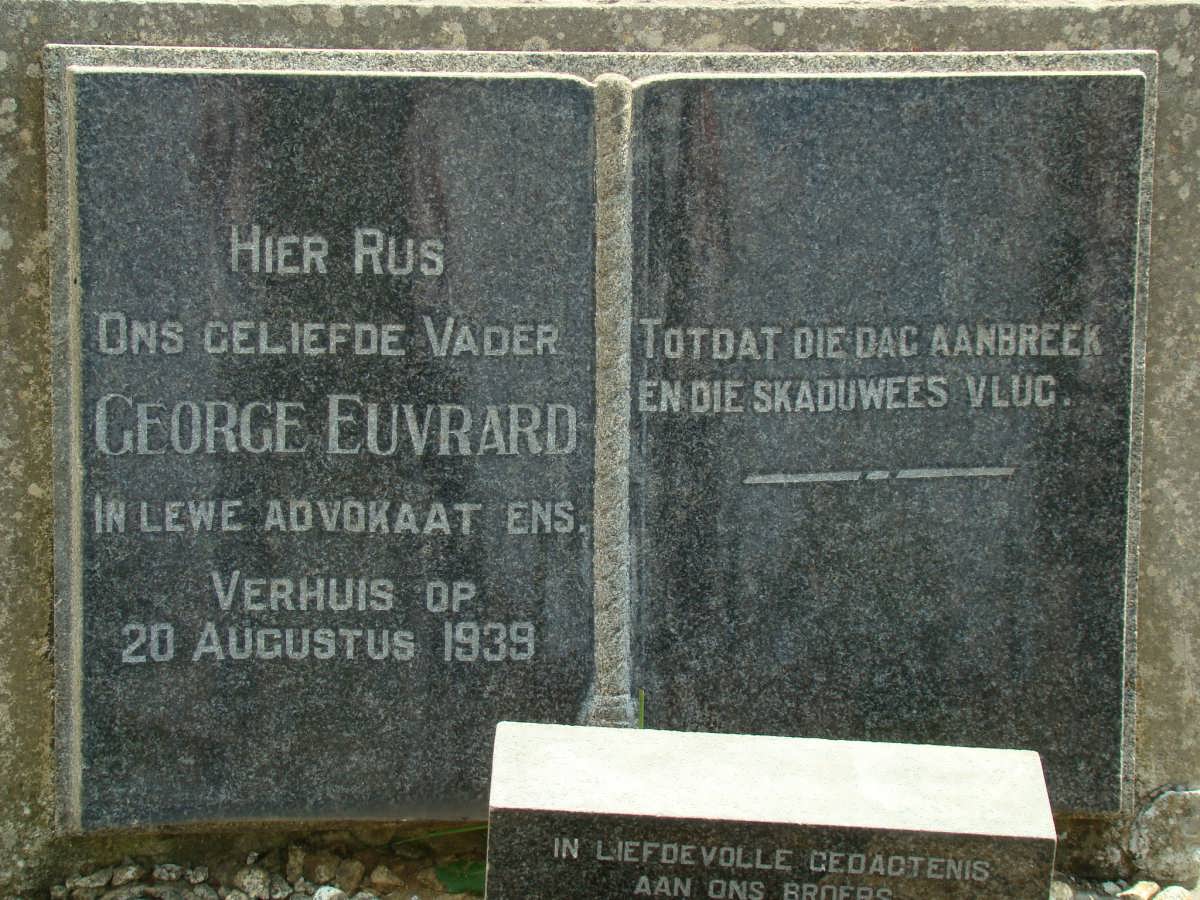 HIER RUS
ONS GELIEFDE VADER
GEORGE EUVRARD
IN LEWE ADVOKAAT ENS,
VERHUIS OP
20 AUGUSTUS 1939
TOTDAT DIE DAG AANBREEK
EN DIE SKADUWEES VLUG.
IN LIEFDEVOLLE GEDAGTENIS
AAN ONS BROERS